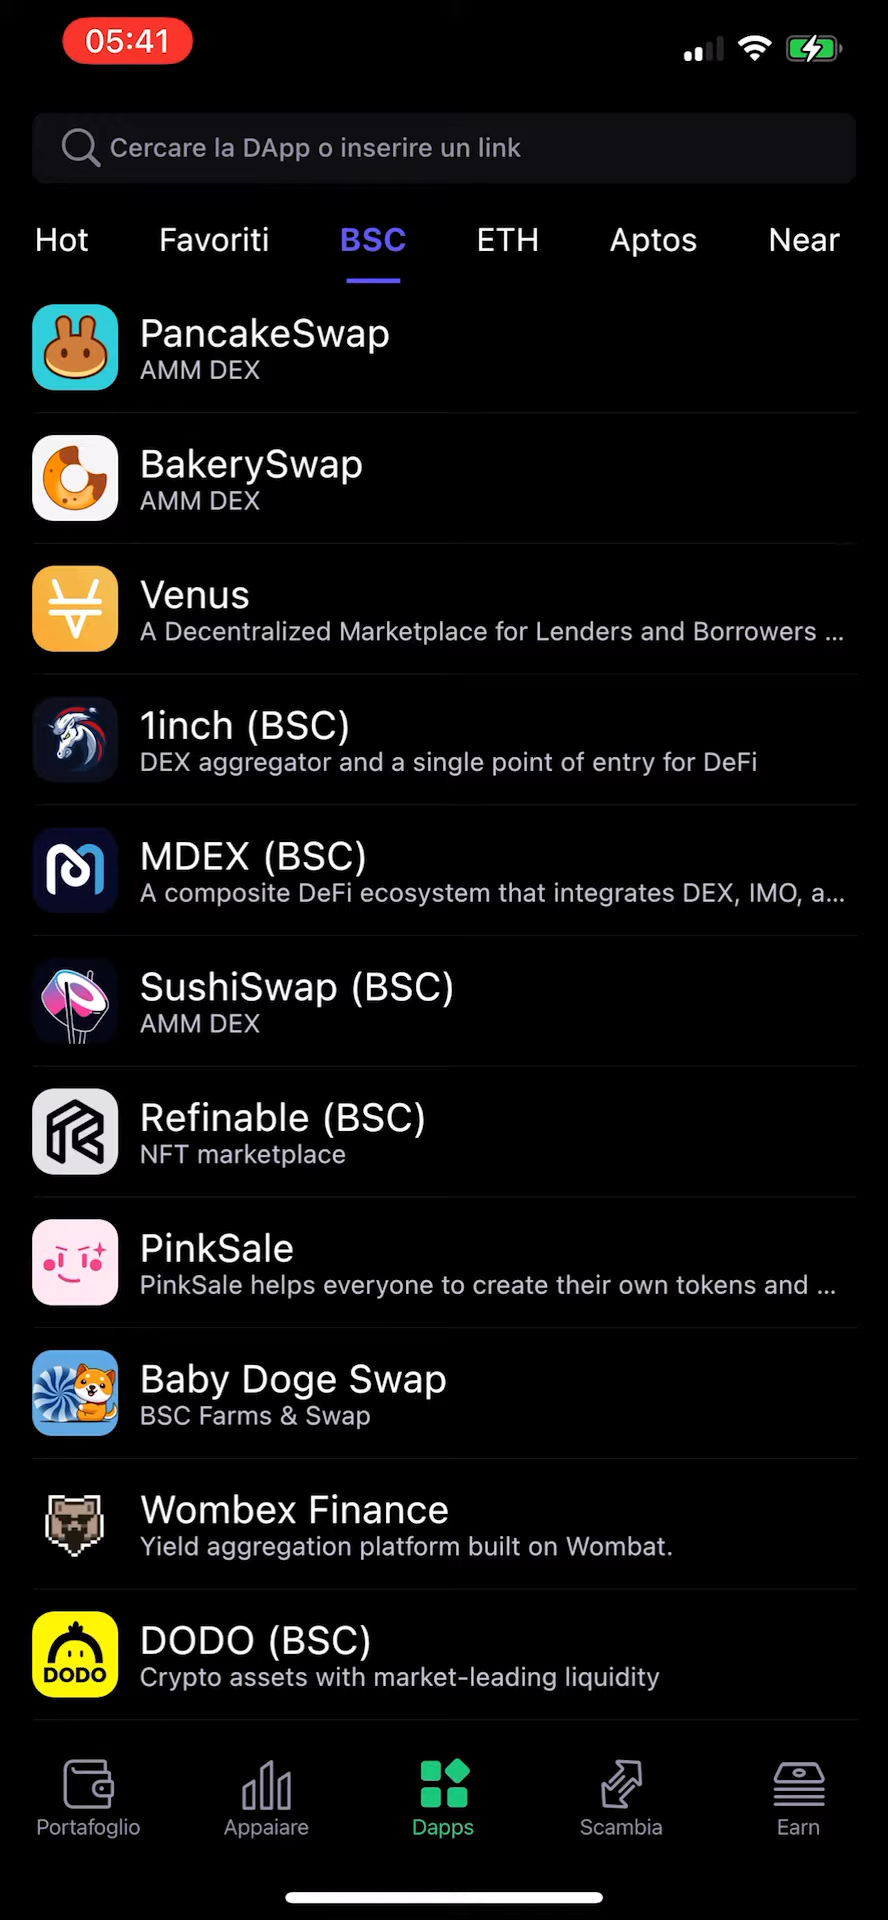 05:41
Cercare la DApp o inserire un link
Hot Favoriti BSC ETH Aptos Near
PancakeSwap
AMM DEX
BakerySwap
AMM DEX
Venus
A Decentralized Marketplace for Lenders and Borrowers ...
1inch (BSC)
DEX aggregator and a single point of entry for DeFi
MDEX (BSC)
A composite DeFi ecosystem that integrates DEX, IMO, a...
SushiSwap (BSC)
AMM DEX
Refinable (BSC)
NFT marketplace
PinkSale
PinkSale helps everyone to create their own tokens and ...
Baby Doge Swap
BSC Farms & Swap
Wombex Finance
Yield aggregation platform built on Wombat.
DODO
DODO (BSC)
Crypto assets with market-leading liquidity
Portafoglio Appaiare Dapps Scambia Earn